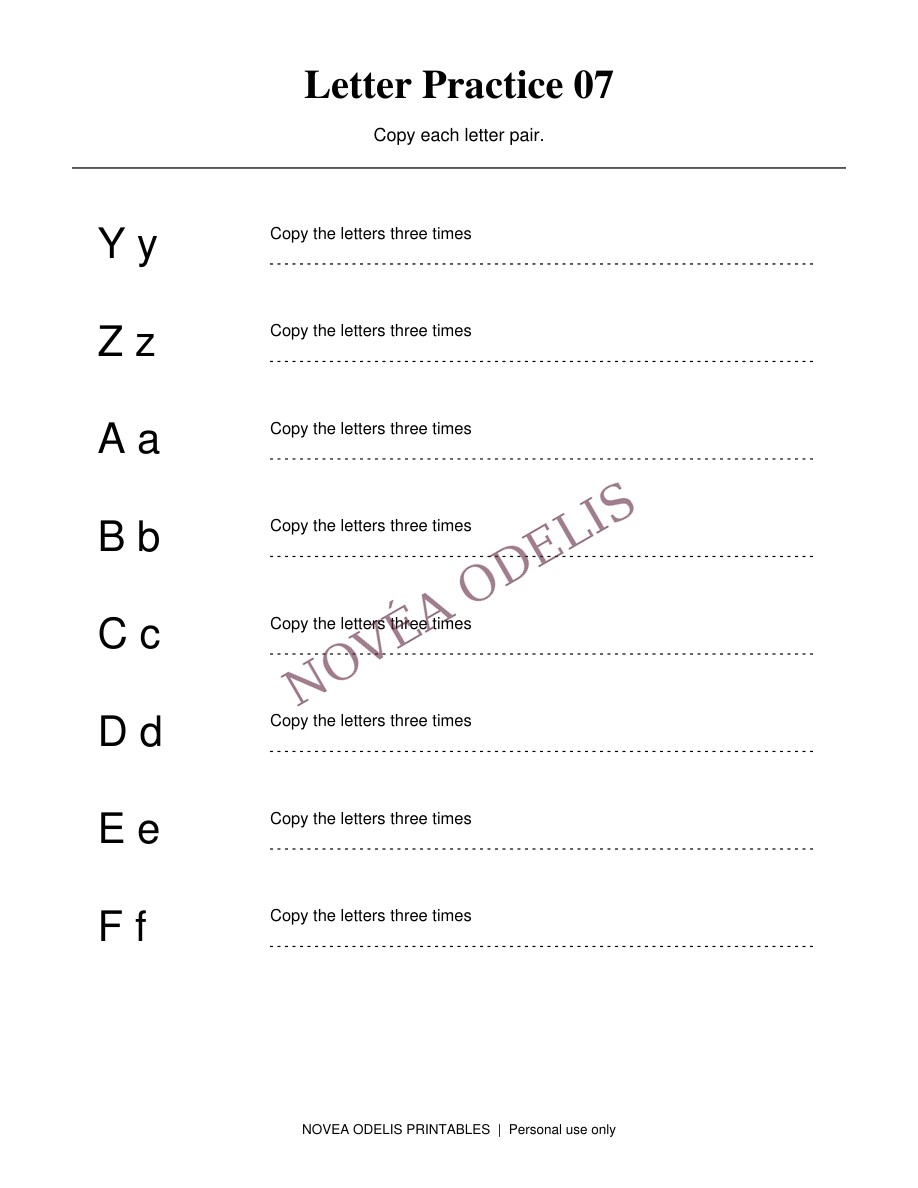 Letter Practice 07
Copy each letter pair.
Y y
Copy the letters three times
Z z
Copy the letters three times
A a
Copy the letters three times
B b
Copy the letters three times
C c
Copy the letters three times
D d
Copy the letters three times
E e
Copy the letters three times
F f
Copy the letters three times
NOVÉA ODELIS
NOVEA ODELIS PRINTABLES | Personal use only